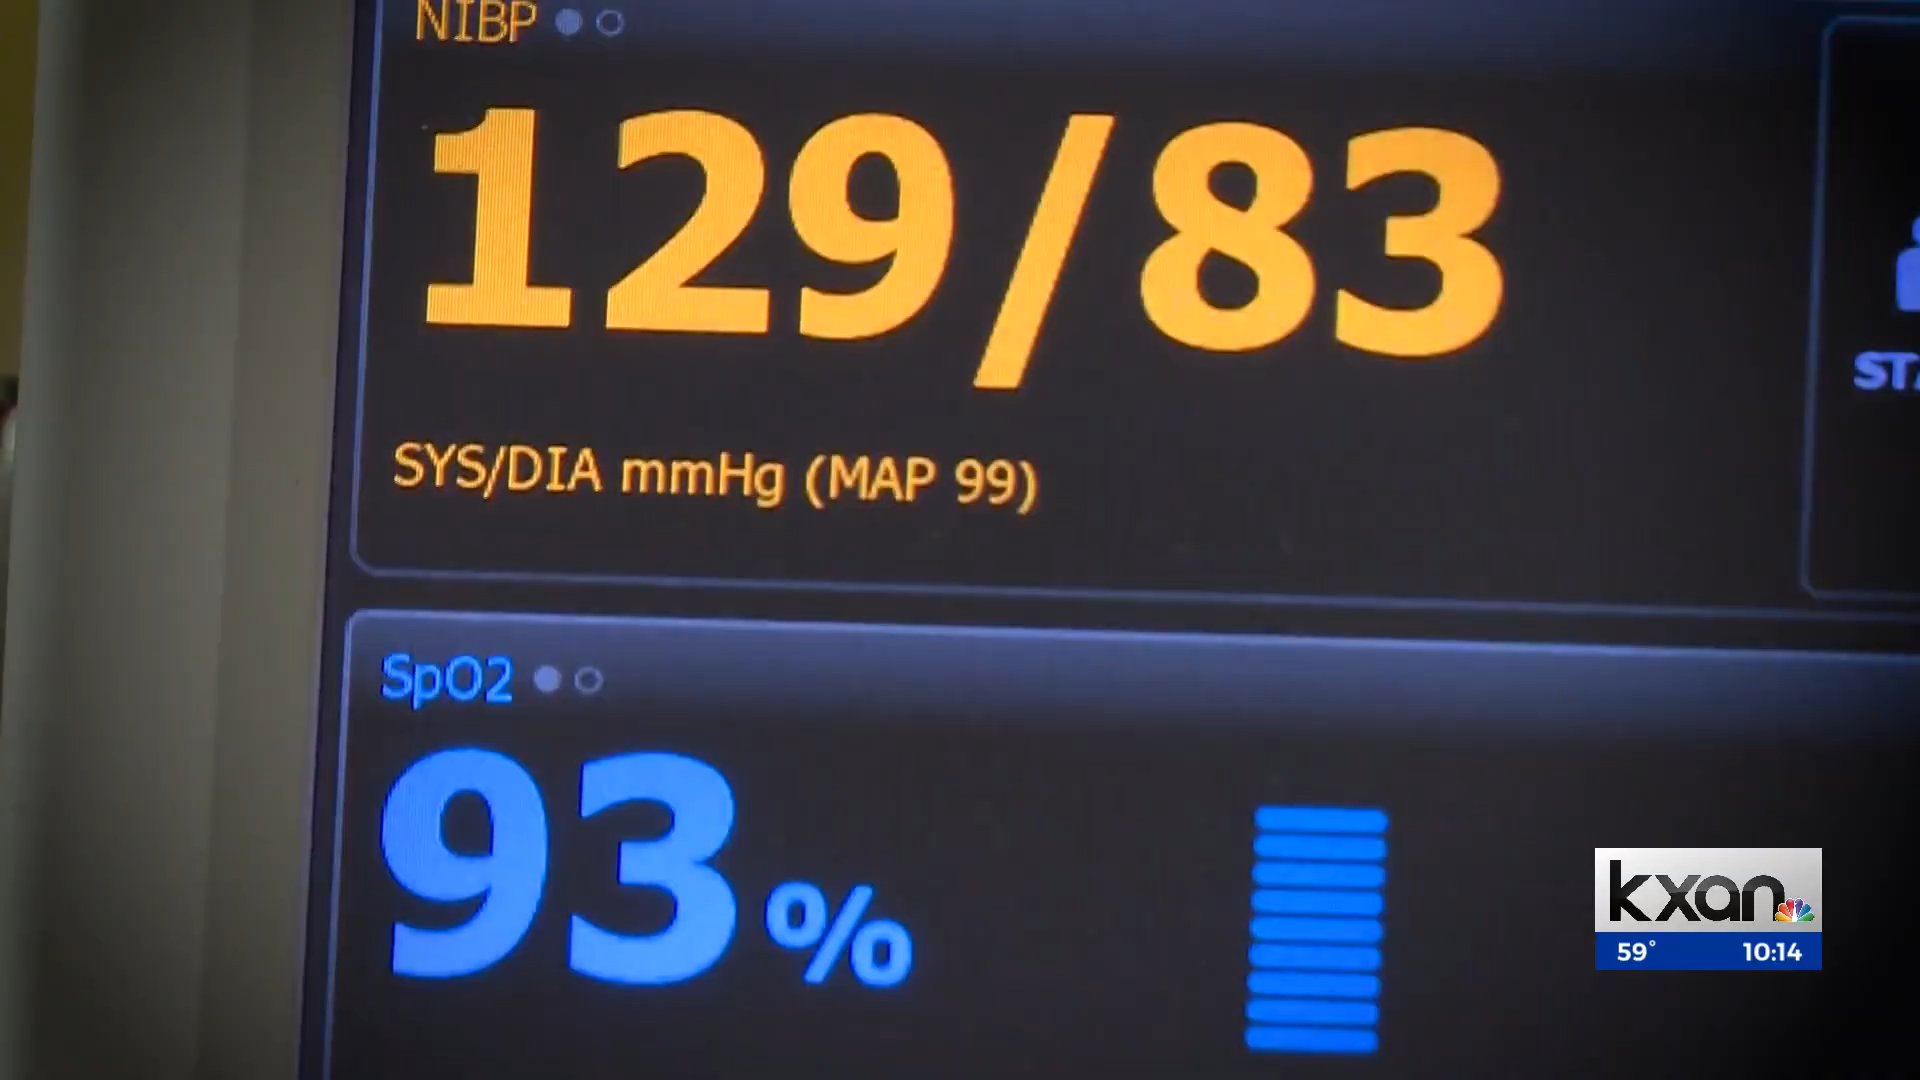 NIBP
129/83
SYS/DIA mmHg (MAP 99)
SpO2
93%
kxan
59° 10:14